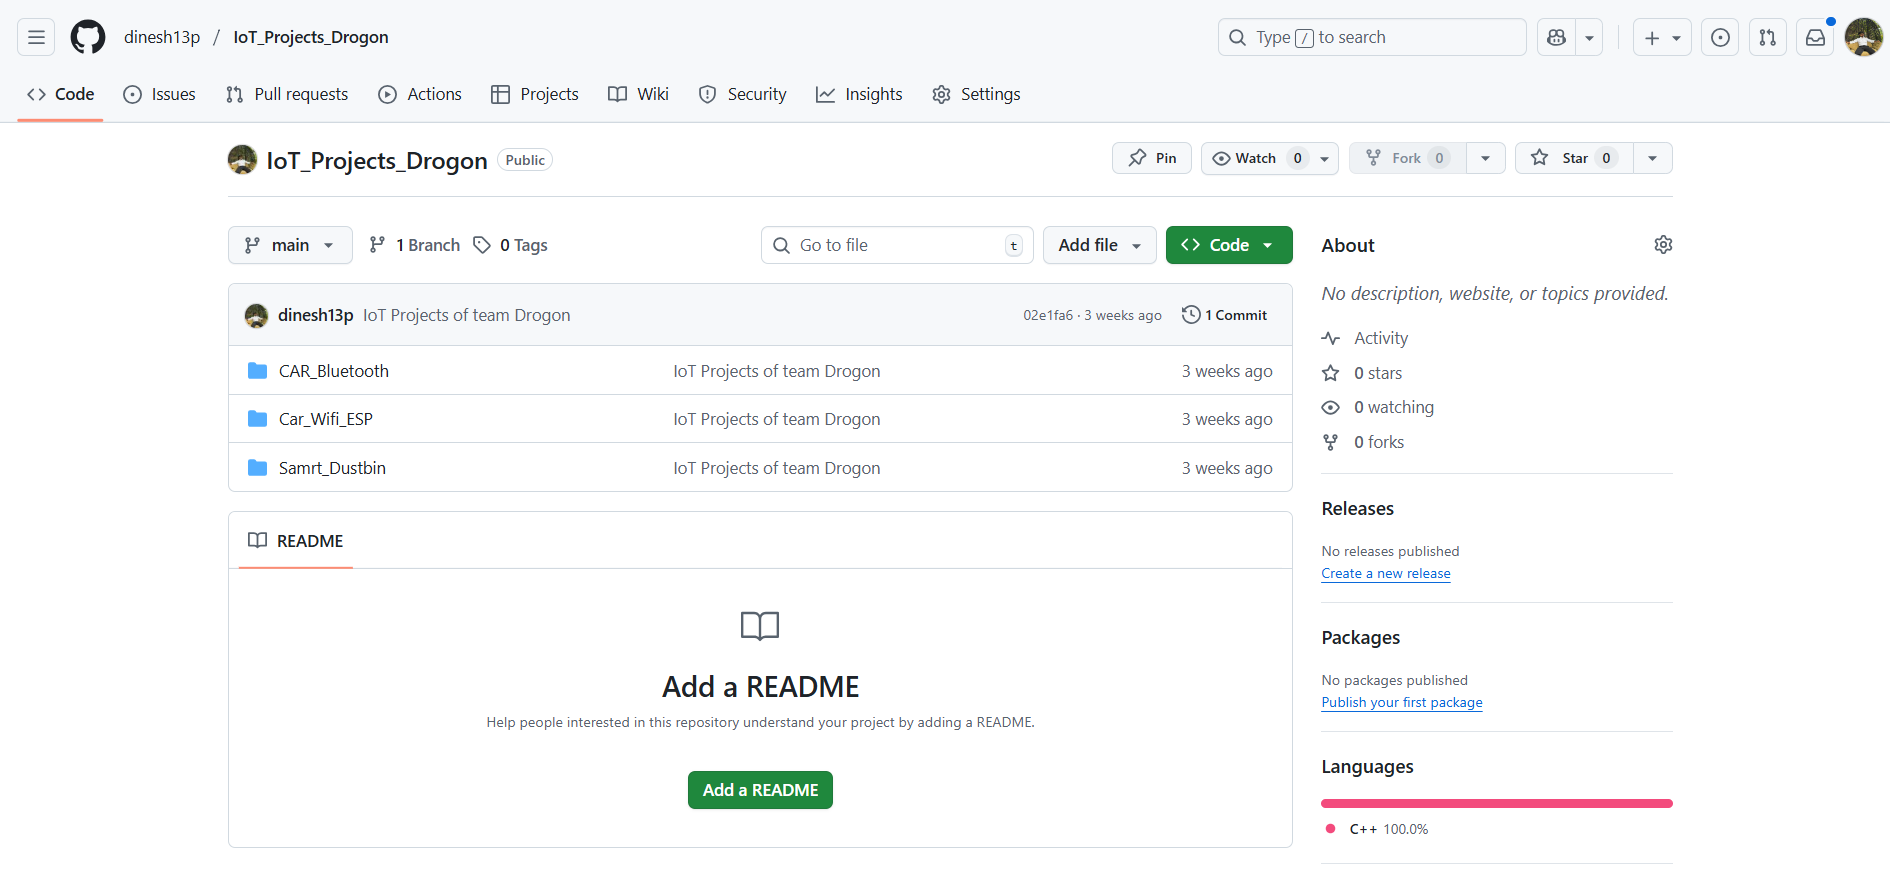 dinesh13p / IoT_Projects_Drogon
Type / to search
Code Issues Pull requests Actions Projects Wiki Security Insights Settings
IoT_Projects_Drogon Public
Pin Watch 0 Fork 0 Star 0
main 1 Branch 0 Tags Go to file t Add file Code
dinesh13p IoT Projects of team Drogon 02e1fa6 · 3 weeks ago 1 Commit
CAR_Bluetooth IoT Projects of team Drogon 3 weeks ago
Car_Wifi_ESP IoT Projects of team Drogon 3 weeks ago
Samrt_Dustbin IoT Projects of team Drogon 3 weeks ago
README
Add a README
Help people interested in this repository understand your project by adding a README.
Add a README
About
No description, website, or topics provided.
Activity
0 stars
0 watching
0 forks
Releases
No releases published
Create a new release
Packages
No packages published
Publish your first package
Languages
C++ 100.0%